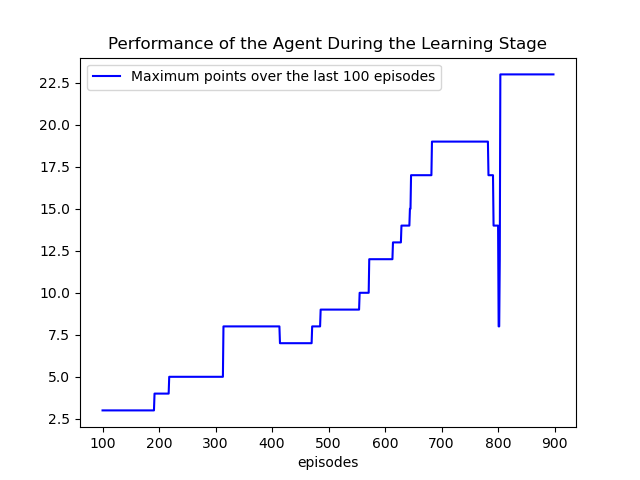 Performance of the Agent During the Learning Stage
Maximum points over the last 100 episodes
22.5
20.0
17.5
15.0
12.5
10.0
7.5
5.0
2.5
100 200 300 400 500 600 700 800 900
episodes